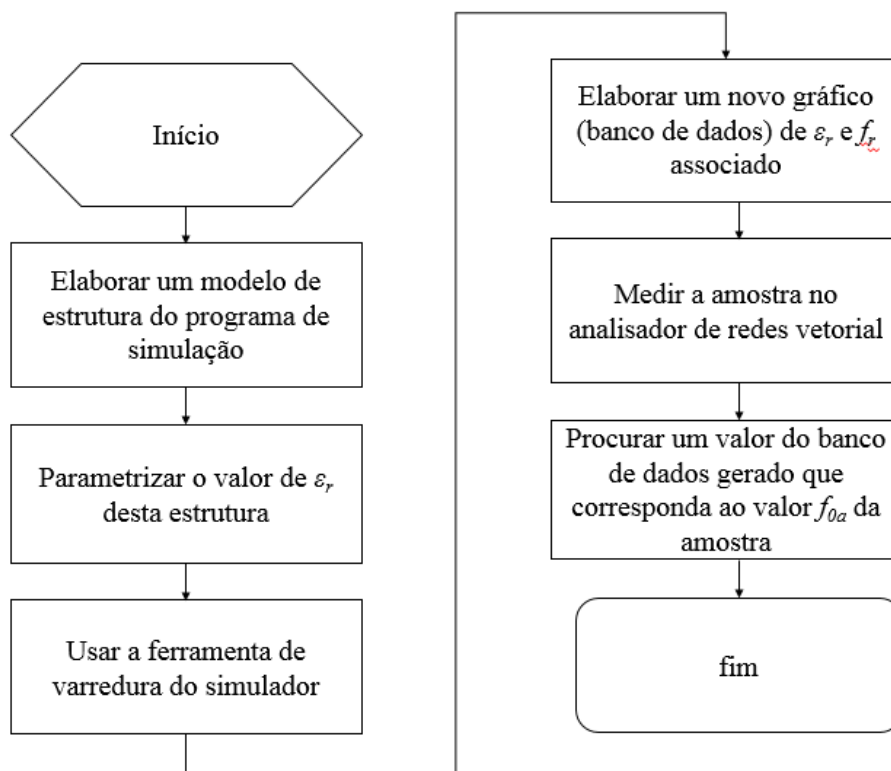 Início
Elaborar um modelo de
estrutura do programa de
simulação
Parametrizar o valor de εr
desta estrutura
Usar a ferramenta de
varredura do simulador
Elaborar um novo gráfico
(banco de dados) de εr e fr
associado
Medir a amostra no
analisador de redes vetorial
Procurar um valor do banco
de dados gerado que
corresponda ao valor f0a da
amostra
fim